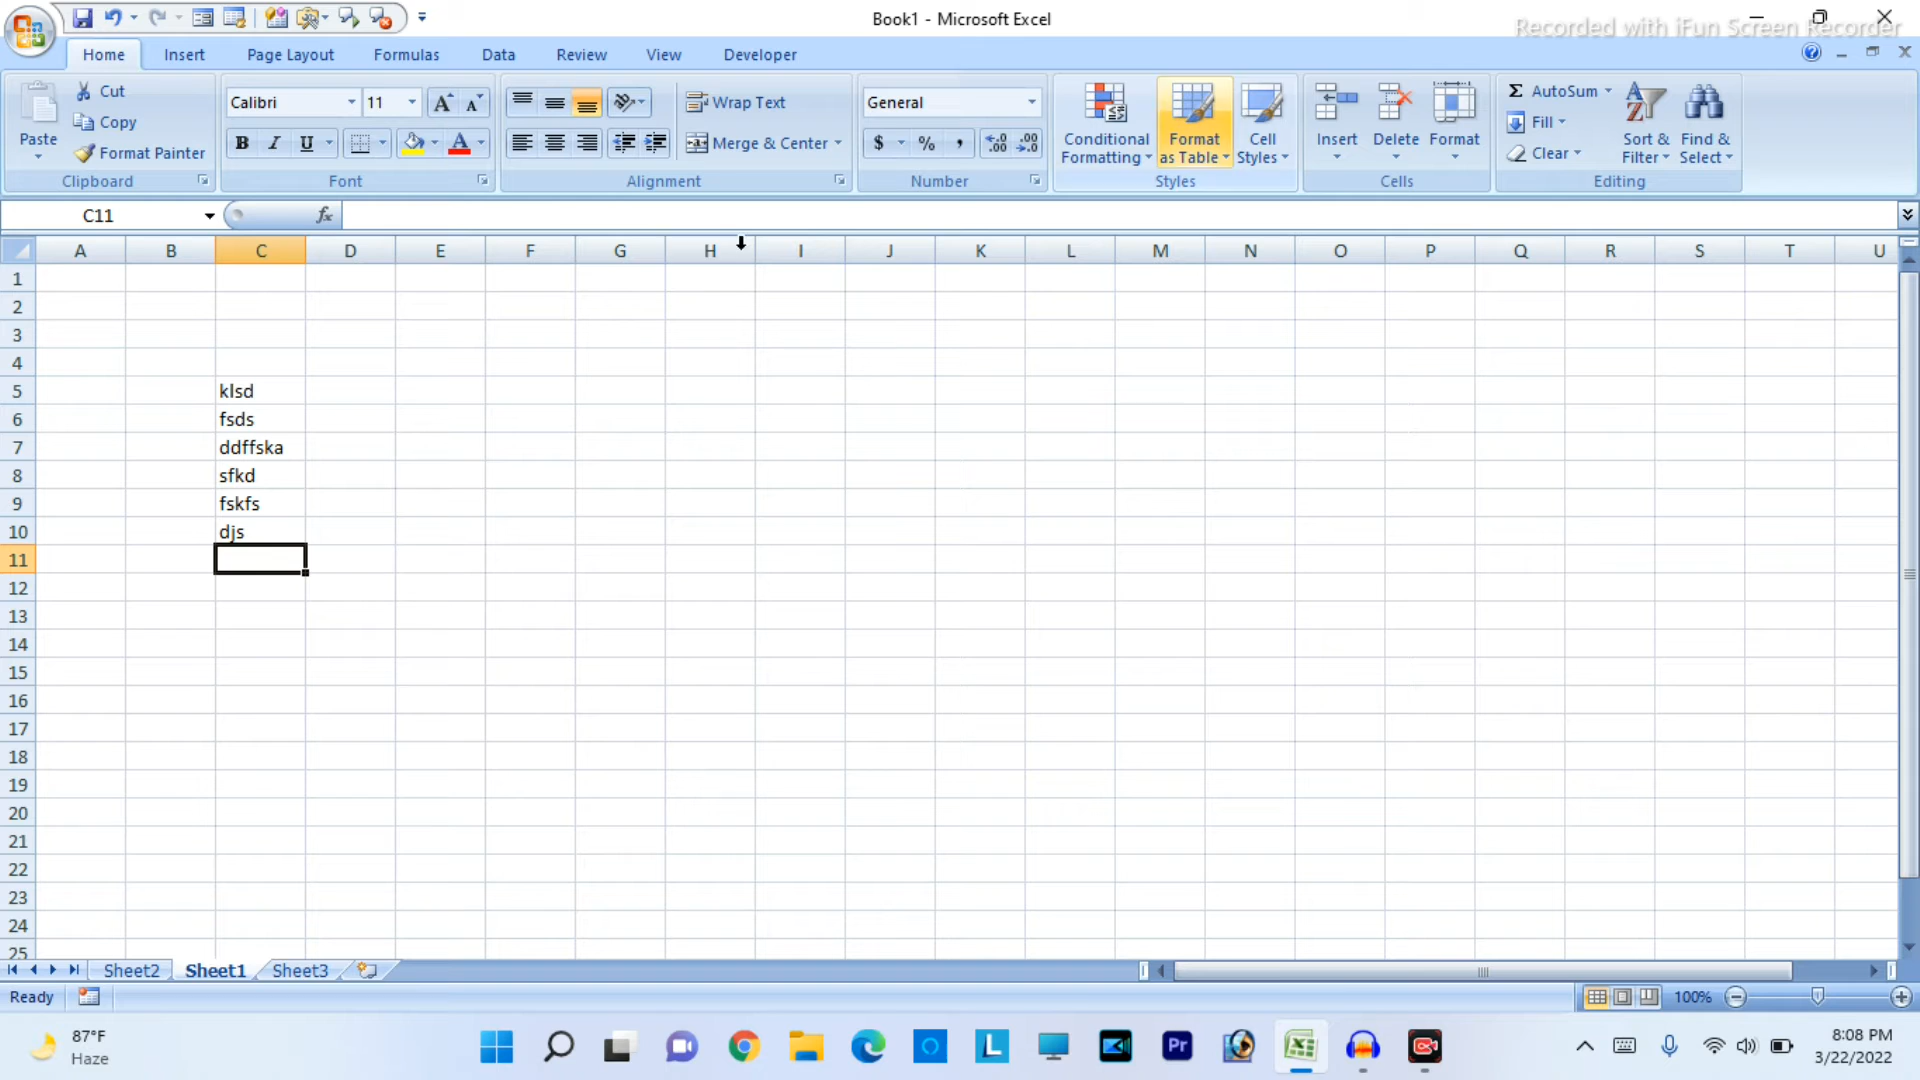 Book1 - Microsoft Excel
Recorded with iFun Screen Recorder
Home Insert Page Layout Formulas Data Review View Developer
Paste
Cut
Copy
Format Painter
Clipboard
Calibri 11
B I U
Font
Wrap Text
Merge & Center
Alignment
General
$ % ,
Number
Conditional Formatting
Format as Table
Cell Styles
Styles
Insert Delete Format
Cells
Σ AutoSum
Fill
Clear
Sort & Filter
Find & Select
Editing
C11 fx
A B C D E F G H I J K L M N O P Q R S T U
1
2
3
4
5 klsd
6 fsds
7 ddffska
8 sfkd
9 fskfs
10 djs
11
12
13
14
15
16
17
18
19
20
21
22
23
24
25
Sheet2 Sheet1 Sheet3
Ready 100%
87°F
Haze
Pr
8:08 PM
3/22/2022